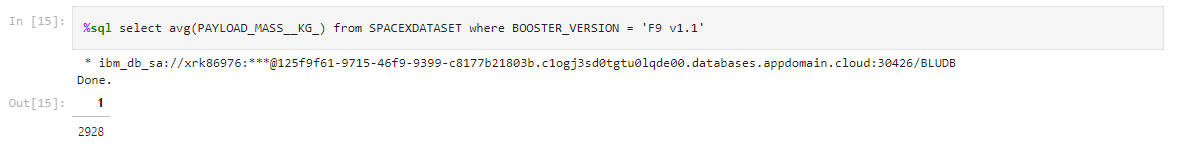 In [15]: %sql select avg(PAYLOAD_MASS__KG_) from SPACEXDATASET where BOOSTER_VERSION = 'F9 v1.1'
* ibm_db_sa://xrk86976:***@125f9f61-9715-46f9-9399-c8177b21803b.c1ogj3sd0tgtu0lqde00.databases.appdomain.cloud:30426/BLUDB
Done.
Out[15]: 1
2928